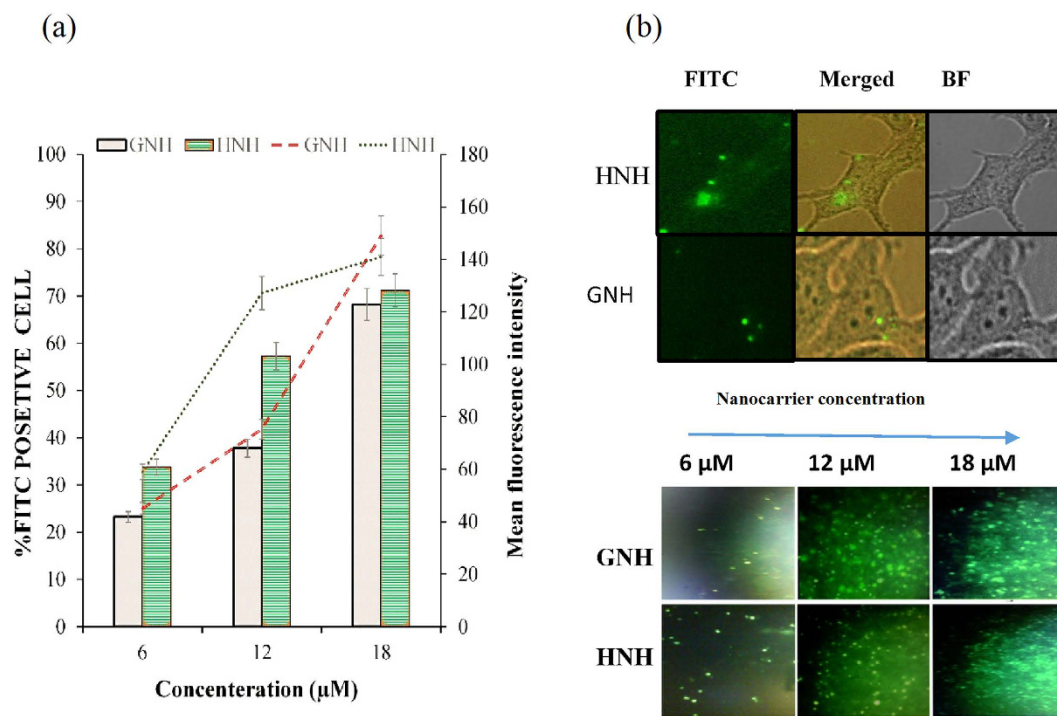 (a)
GNH HNH GNH HNH
100
90
80
70
60
50
40
30
20
10
0
%FITC POSETIVE CELL
180
160
140
120
100
80
60
40
20
0
Mean fluorescence intensity
6 12 18
Concenteration (µM)
(b)
FITC Merged BF
HNH
GNH
Nanocarrier concentration
6 µM 12 µM 18 µM
GNH
HNH